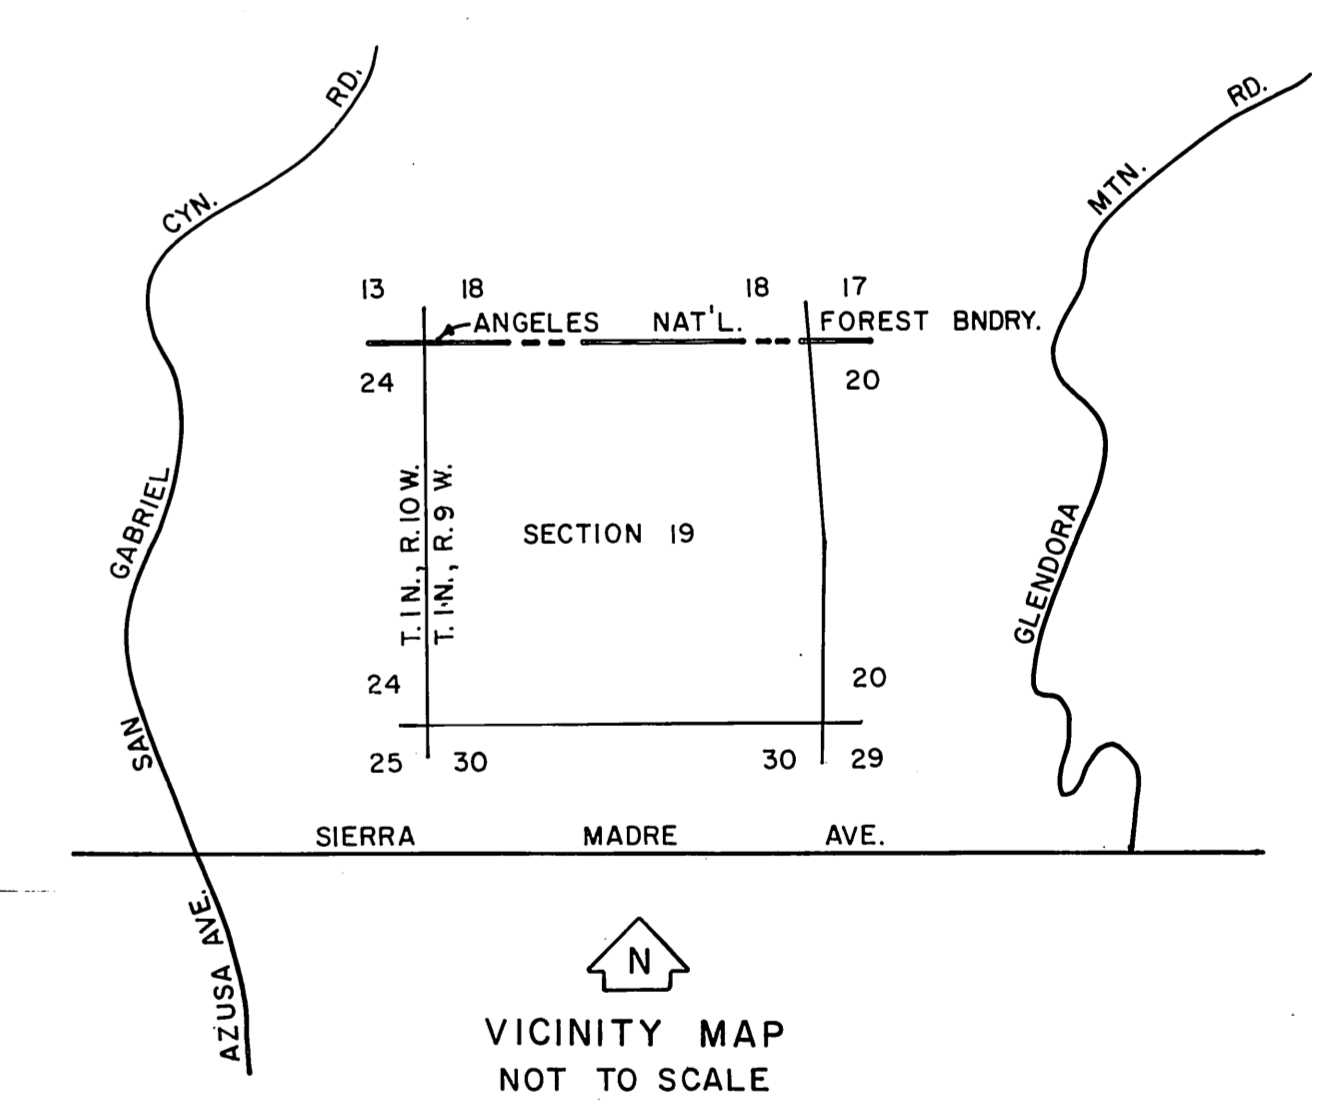 RD.
RD.
CYN.
MTN.
13 18 18 17
ANGELES NAT'L. FOREST BNDRY.
24 20
T. 1 N., R. 10 W.
T. 1 N., R. 9 W.
SECTION 19
GABRIEL
GLENDORA
24 20
SAN
25 30 30 29
SIERRA MADRE AVE.
AZUSA AVE.
N
VICINITY MAP
NOT TO SCALE